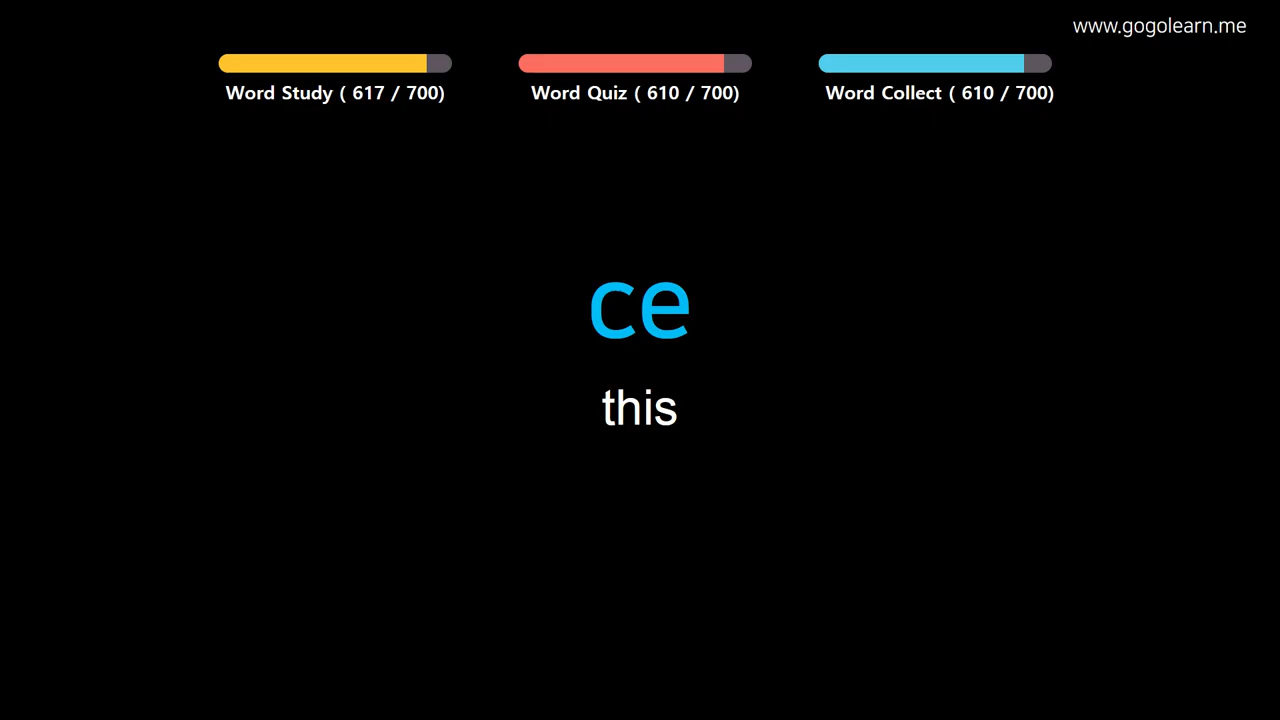 www.gogolearn.me
Word Study ( 617 / 700)
Word Quiz ( 610 / 700)
Word Collect ( 610 / 700)
ce
this